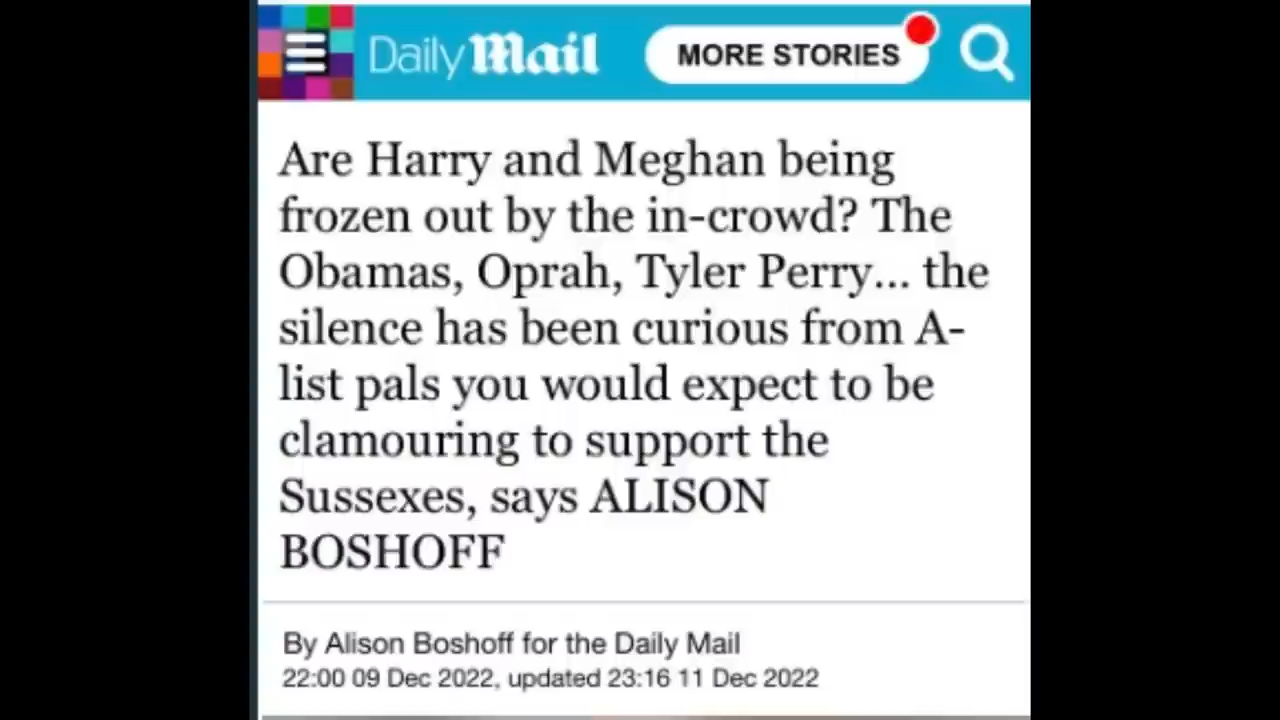 Daily Mail
MORE STORIES
Are Harry and Meghan being
frozen out by the in-crowd? The
Obamas, Oprah, Tyler Perry... the
silence has been curious from A-
list pals you would expect to be
clamouring to support the
Sussexes, says ALISON
BOSHOFF
By Alison Boshoff for the Daily Mail
22:00 09 Dec 2022, updated 23:16 11 Dec 2022